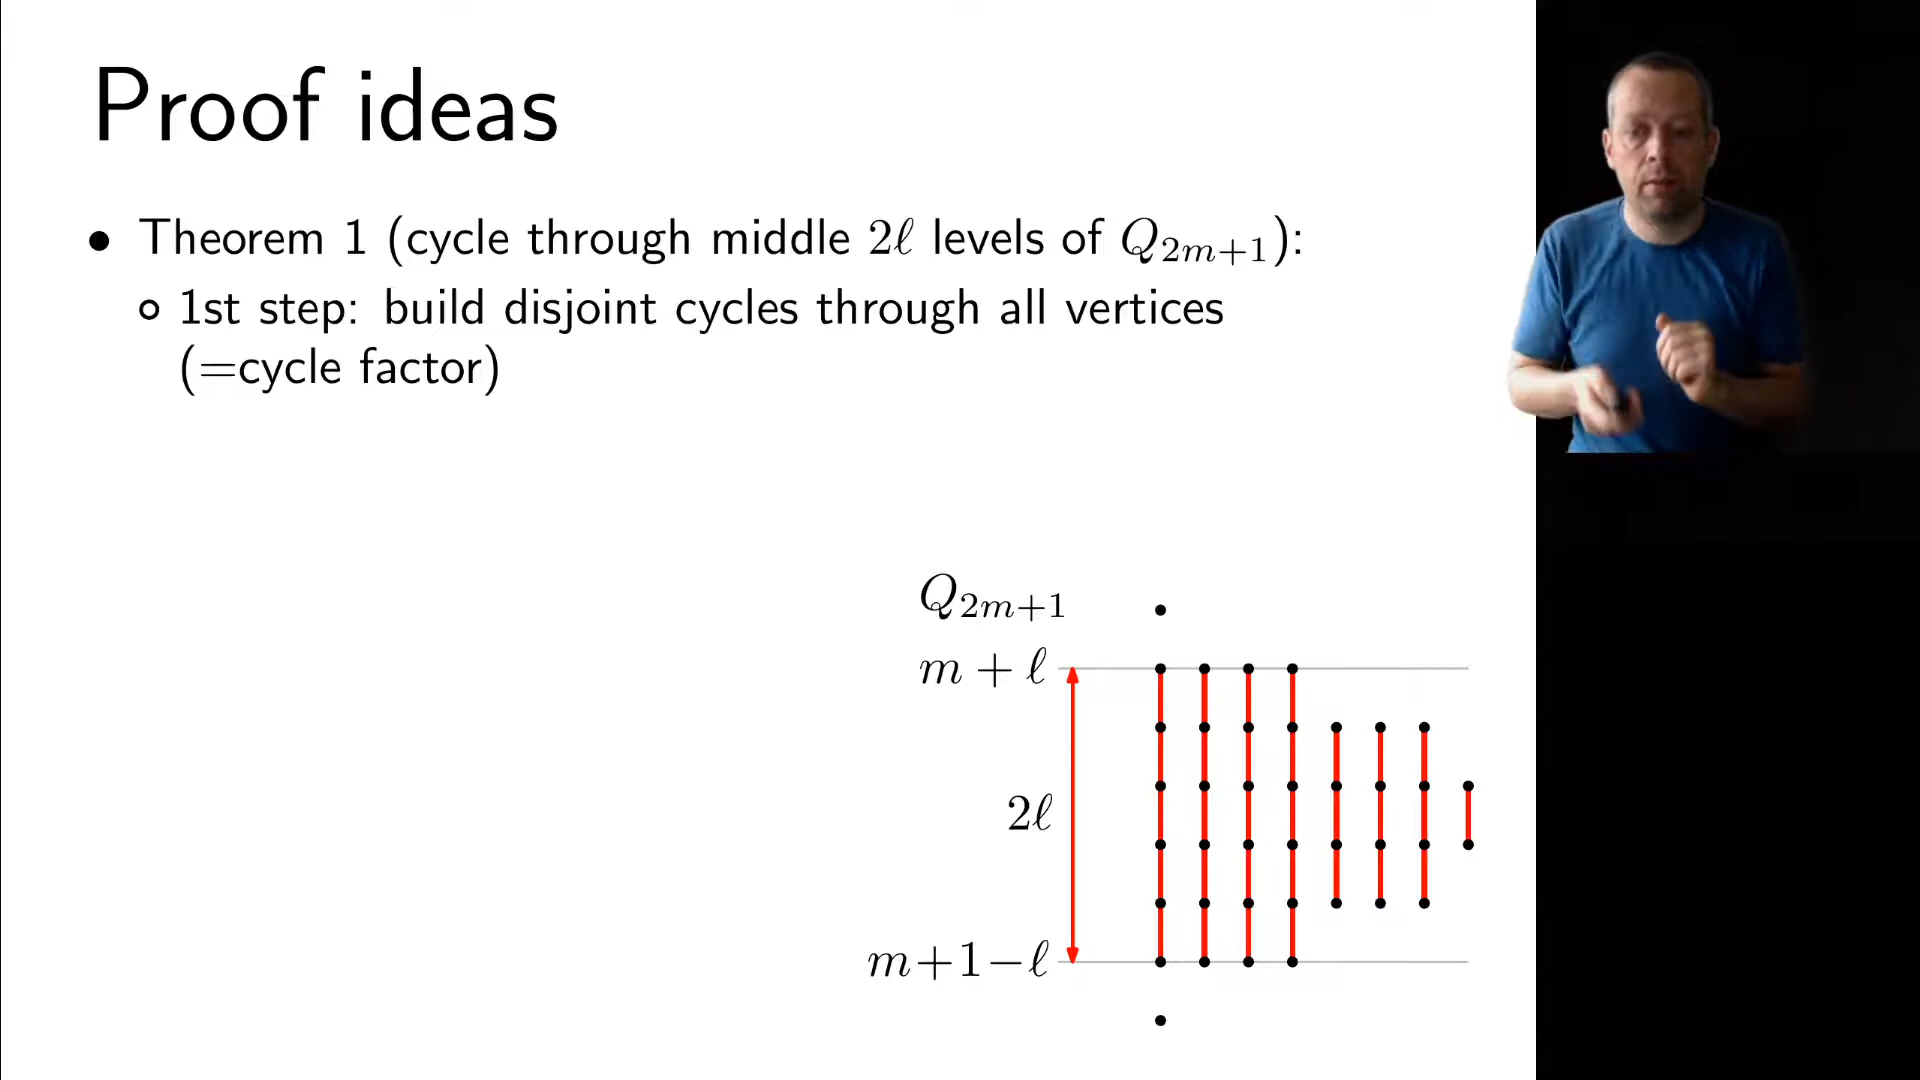 Proof ideas
• Theorem 1 (cycle through middle 2ℓ levels of Q₂ₘ₊₁):
∘ 1st step: build disjoint cycles through all vertices
(=cycle factor)
Q₂ₘ₊₁
m + ℓ
2ℓ
m+1−ℓ